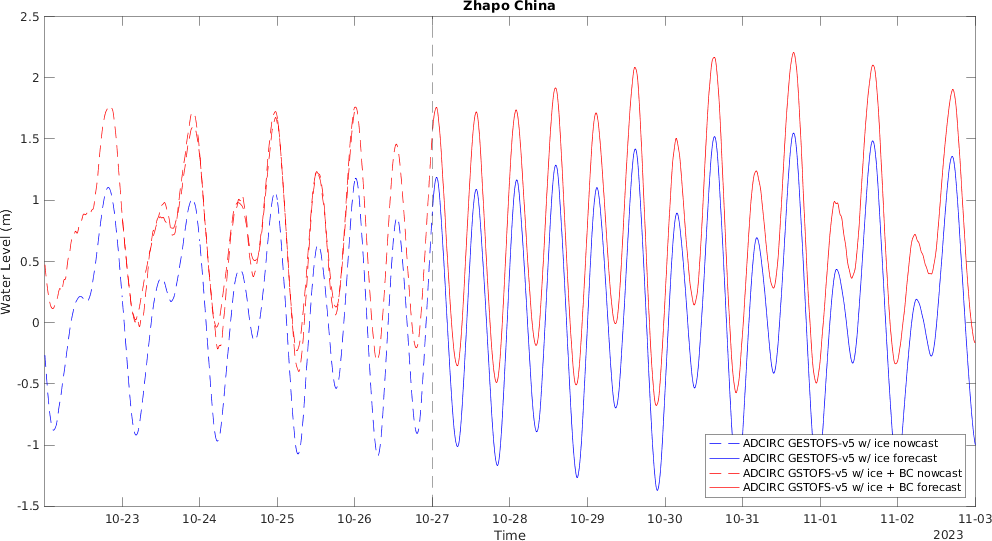 Zhapo China
2.5
2
1.5
1
0.5
0
-0.5
-1
-1.5
Water Level (m)
ADCIRC GESTOFS-v5 w/ ice nowcast
ADCIRC GESTOFS-v5 w/ ice forecast
ADCIRC GSTOFS-v5 w/ ice + BC nowcast
ADCIRC GSTOFS-v5 w/ ice + BC forecast
10-23 10-24 10-25 10-26 10-27 10-28 10-29 10-30 10-31 11-01 11-02 11-03
Time
2023